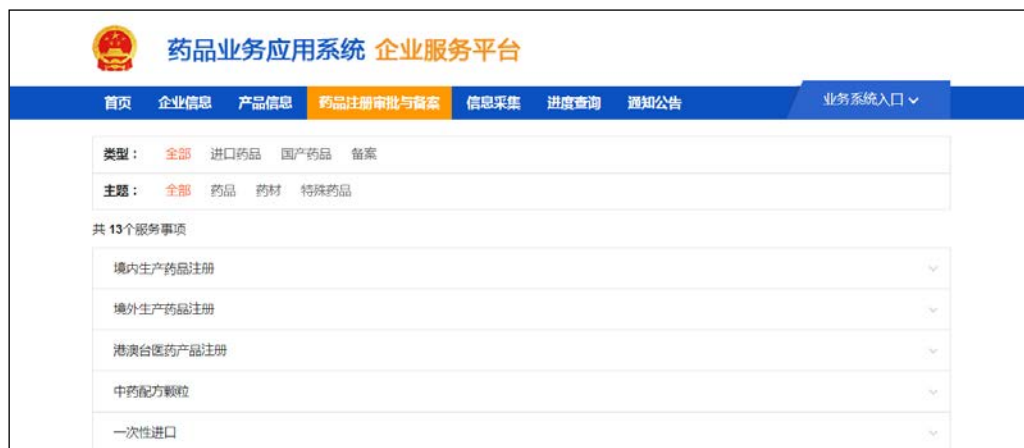 药品业务应用系统 企业服务平台
首页 企业信息 产品信息 药品注册审批与备案 信息采集 进度查询 通知公告 业务系统入口
类型： 全部 进口药品 国产药品 备案
主题： 全部 药品 药材 特殊药品
共 13个服务事项
境内生产药品注册
境外生产药品注册
港澳台医药产品注册
中药配方颗粒
一次性进口